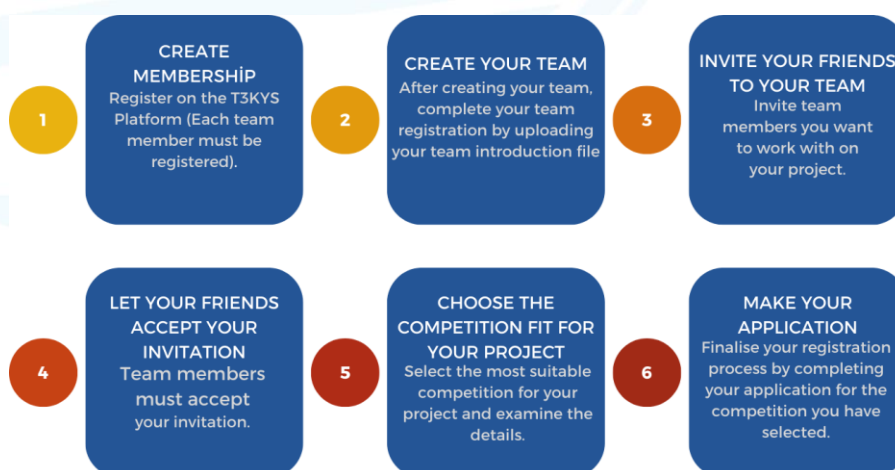 1
CREATE
MEMBERSHİP
Register on the T3KYS
Platform (Each team
member must be
registered).
2
CREATE YOUR TEAM
After creating your team,
complete your team
registration by uploading
your team introduction file
3
INVITE YOUR FRIENDS
TO YOUR TEAM
Invite team
members you want
to work with on
your project.
4
LET YOUR FRIENDS
ACCEPT YOUR
INVITATION
Team members
must accept
your invitation.
5
CHOOSE THE
COMPETITION FIT FOR
YOUR PROJECT
Select the most suitable
competition for your
project and examine the
details.
6
MAKE YOUR
APPLICATION
Finalise your registration
process by completing
your application for the
competition you have
selected.